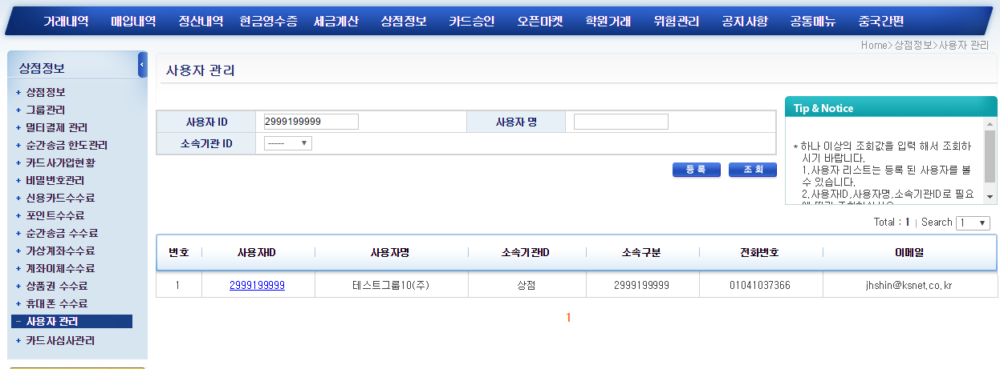 거래내역 매입내역 정산내역 현금영수증 세금계산 상점정보 카드승인 오픈마켓 학원거래 위험관리 공지사항 공통메뉴 중국간편
Home>상점정보>사용자 관리
상점정보
+ 상점정보
+ 그룹관리
+ 멀티결제 관리
+ 순간송금 한도관리
+ 카드사가입현황
+ 비밀번호관리
+ 신용카드수수료
+ 포인트수수료
+ 순간송금 수수료
+ 가상계좌수수료
+ 계좌이체수수료
+ 상품권 수수료
+ 휴대폰 수수료
- 사용자 관리
+ 카드사심사관리
사용자 관리
사용자 ID 2999199999 사용자 명
소속기관 ID -----
등록 조회
Tip & Notice
* 하나 이상의 조회값을 입력 해서 조회하
시기 바랍니다.
1.사용자 리스트는 등록 된 사용자를 볼
수 있습니다.
2.사용자ID,사용자명,소속기관ID로 필요
Total : 1 | Search 1
번호 사용자ID 사용자명 소속기관ID 소속구분 전화번호 이메일
1 2999199999 테스트그룹10(주) 상점 2999199999 01041037366 jhshin@ksnet.co.kr
1